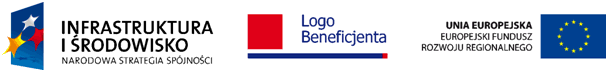 INFRASTRUKTURA
I ŚRODOWISKO
NARODOWA STRATEGIA SPÓJNOŚCI
Logo
Beneficjenta
UNIA EUROPEJSKA
EUROPEJSKI FUNDUSZ
ROZWOJU REGIONALNEGO